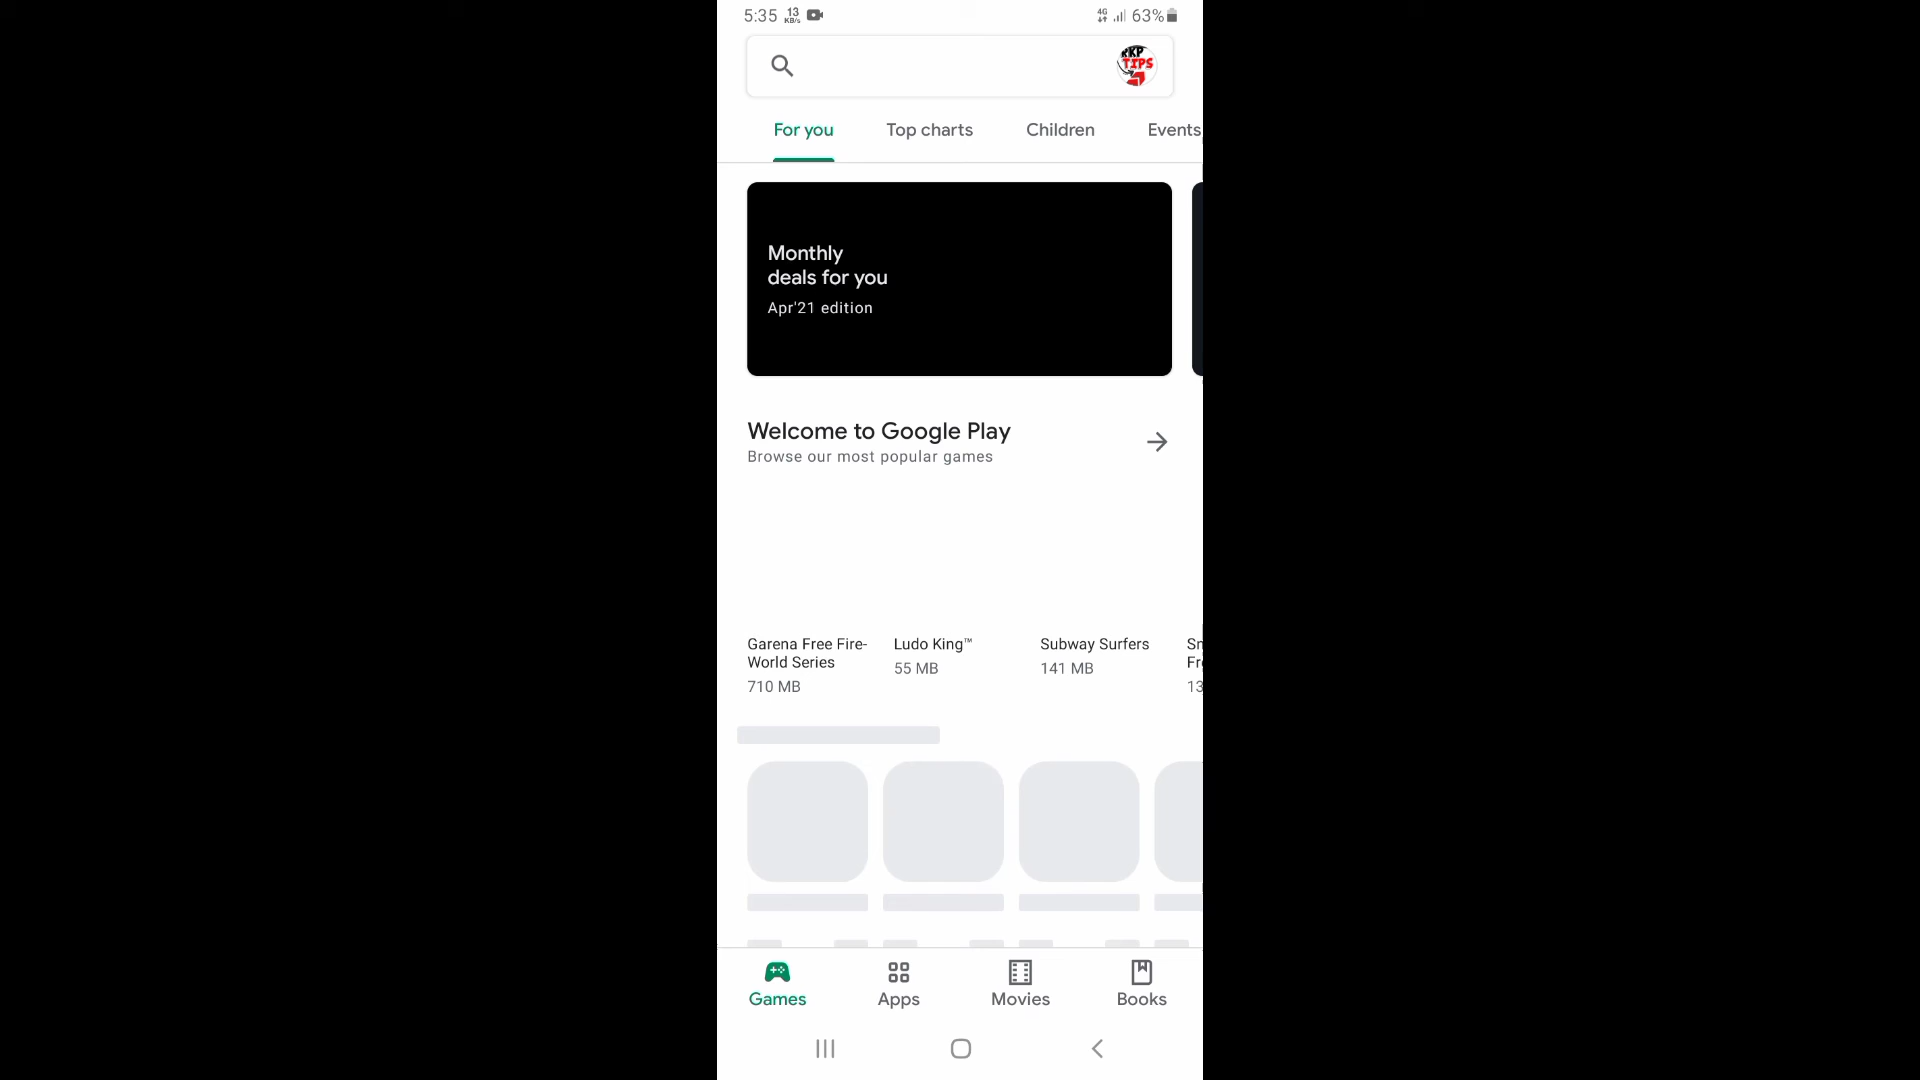 5:35 13 KB/s 4G 63%
KKP
TIPS
For you Top charts Children Events
Monthly
deals for you
Apr'21 edition
Welcome to Google Play
Browse our most popular games
Garena Free Fire-
World Series
710 MB
Ludo King™
55 MB
Subway Surfers
141 MB
Sn
Fr
13
Games Apps Movies Books